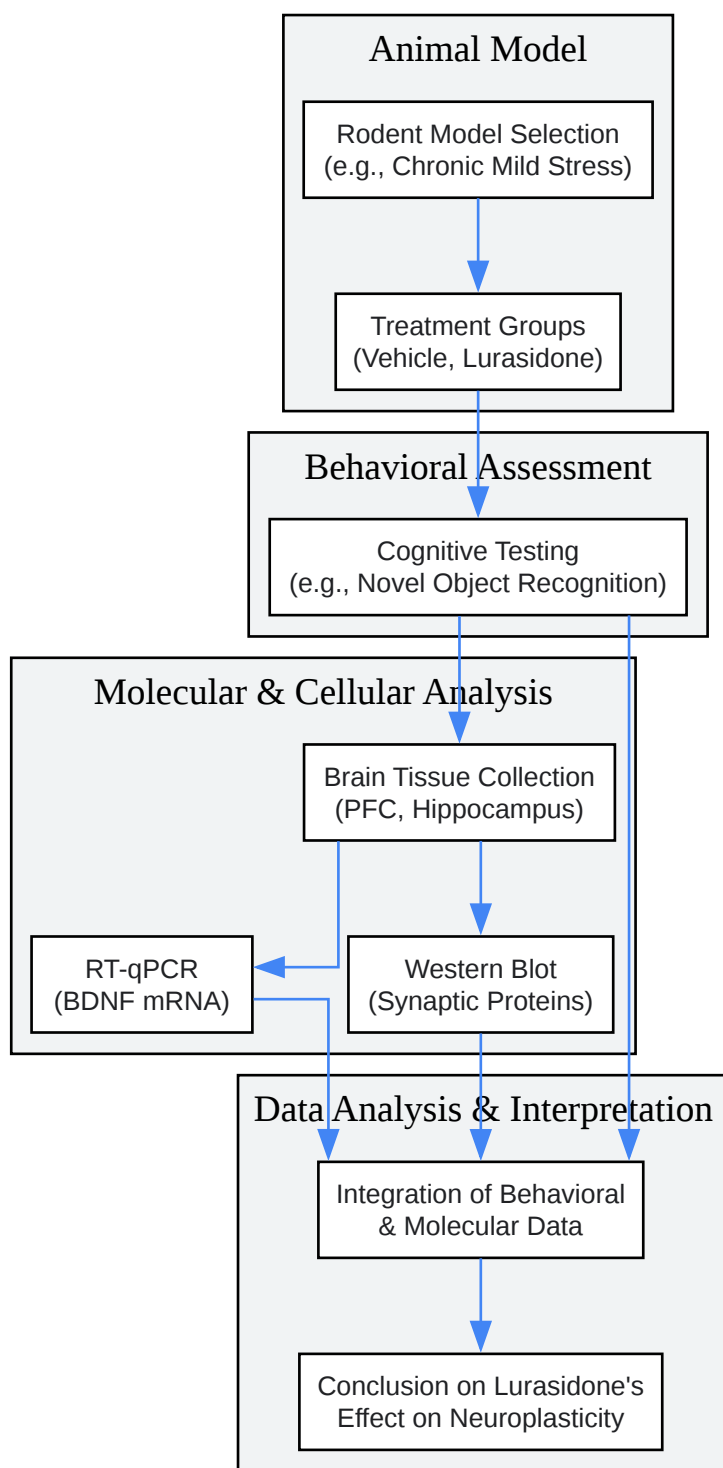 Animal Model
Rodent Model Selection
(e.g., Chronic Mild Stress)
Treatment Groups
(Vehicle, Lurasidone)
Behavioral Assessment
Cognitive Testing
(e.g., Novel Object Recognition)
Molecular & Cellular Analysis
Brain Tissue Collection
(PFC, Hippocampus)
RT-qPCR
(BDNF mRNA)
Western Blot
(Synaptic Proteins)
Data Analysis & Interpretation
Integration of Behavioral
& Molecular Data
Conclusion on Lurasidone's
Effect on Neuroplasticity